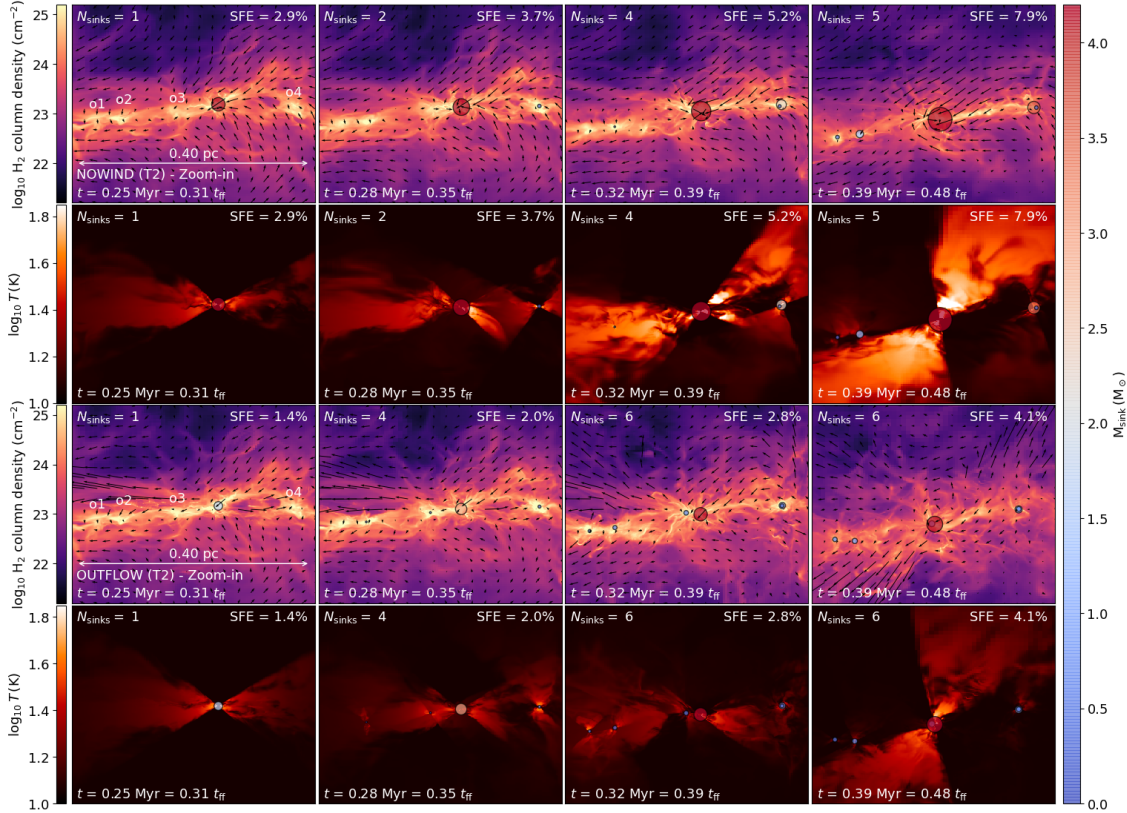 N_sinks = 1 SFE = 2.9% N_sinks = 2 SFE = 3.7% N_sinks = 4 SFE = 5.2% N_sinks = 5 SFE = 7.9%
log₁₀ H₂ column density (cm⁻²)
25
24
23
22
o1 o2 o3 o4
0.40 pc
NOWIND (T2) - Zoom-in
t = 0.25 Myr = 0.31 t_ff t = 0.28 Myr = 0.35 t_ff t = 0.32 Myr = 0.39 t_ff t = 0.39 Myr = 0.48 t_ff
N_sinks = 1 SFE = 2.9% N_sinks = 2 SFE = 3.7% N_sinks = 4 SFE = 5.2% N_sinks = 5 SFE = 7.9%
log₁₀ T (K)
1.8
1.6
1.4
1.2
1.0
t = 0.25 Myr = 0.31 t_ff t = 0.28 Myr = 0.35 t_ff t = 0.32 Myr = 0.39 t_ff t = 0.39 Myr = 0.48 t_ff
N_sinks = 1 SFE = 1.4% N_sinks = 4 SFE = 2.0% N_sinks = 6 SFE = 2.8% N_sinks = 6 SFE = 4.1%
log₁₀ H₂ column density (cm⁻²)
25
24
23
22
o1 o2 o3 o4
0.40 pc
OUTFLOW (T2) - Zoom-in
t = 0.25 Myr = 0.31 t_ff t = 0.28 Myr = 0.35 t_ff t = 0.32 Myr = 0.39 t_ff t = 0.39 Myr = 0.48 t_ff
N_sinks = 1 SFE = 1.4% N_sinks = 4 SFE = 2.0% N_sinks = 6 SFE = 2.8% N_sinks = 6 SFE = 4.1%
log₁₀ T (K)
1.8
1.6
1.4
1.2
1.0
t = 0.25 Myr = 0.31 t_ff t = 0.28 Myr = 0.35 t_ff t = 0.32 Myr = 0.39 t_ff t = 0.39 Myr = 0.48 t_ff
4.0
3.5
3.0
2.5
2.0
1.5
1.0
0.5
0.0
M_sink (M_⊙)